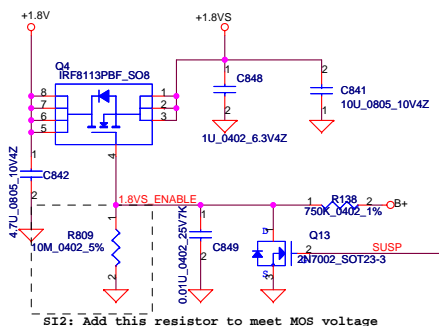 +1.8V
+1.8VS
Q4
IRF8113PBF_SO8
8
7
6
5
1
2
3
4
1
C848
2
1U_0402_6.3V4Z
2
C841
1
10U_0805_10V4Z
1
C842
2
4.7U_0805_10V4Z
1.8VS_ENABLE
1
R138
2
750K_0402_1%
B+
1
R809
10M_0402_5%
2
1
C849
2
0.01U_0402_25V7K
Q13
1
D
G
S
3
2
2N7002_SOT23-3
SUSP
SI2: Add this resistor to meet MOS voltage